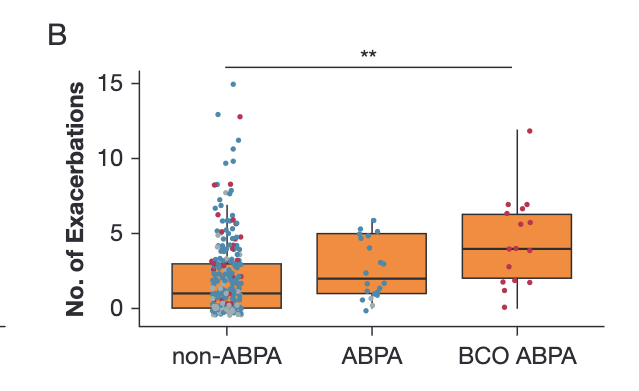 B
**
No. of Exacerbations
15
10
5
0
non-ABPA ABPA BCO ABPA